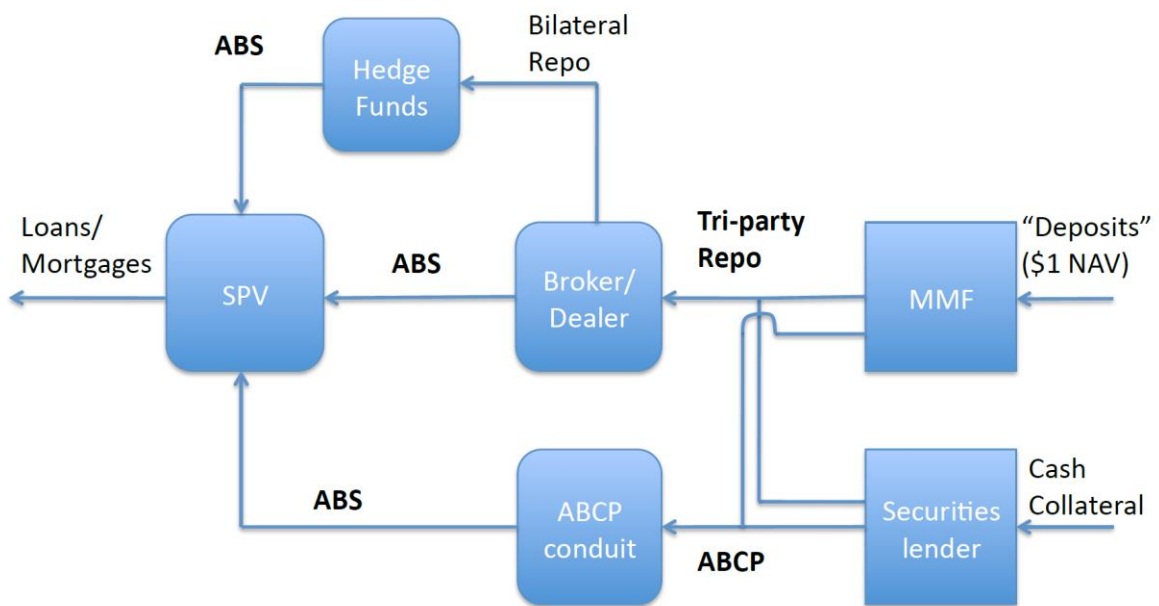 ABS
Hedge
Funds
Bilateral
Repo
Loans/
Mortgages
SPV
ABS
Broker/
Dealer
Tri-party
Repo
MMF
“Deposits”
($1 NAV)
ABS
ABCP
conduit
ABCP
Securities
lender
Cash
Collateral